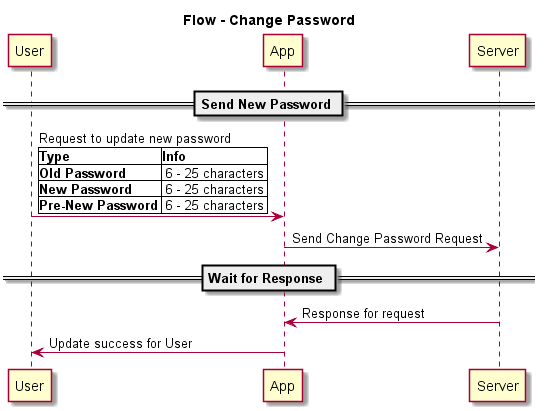 Flow - Change Password
User
App
Server
Send New Password
Request to update new password
Type Info
Old Password 6 - 25 characters
New Password 6 - 25 characters
Pre-New Password 6 - 25 characters
Send Change Password Request
Wait for Response
Response for request
Update success for User
User
App
Server